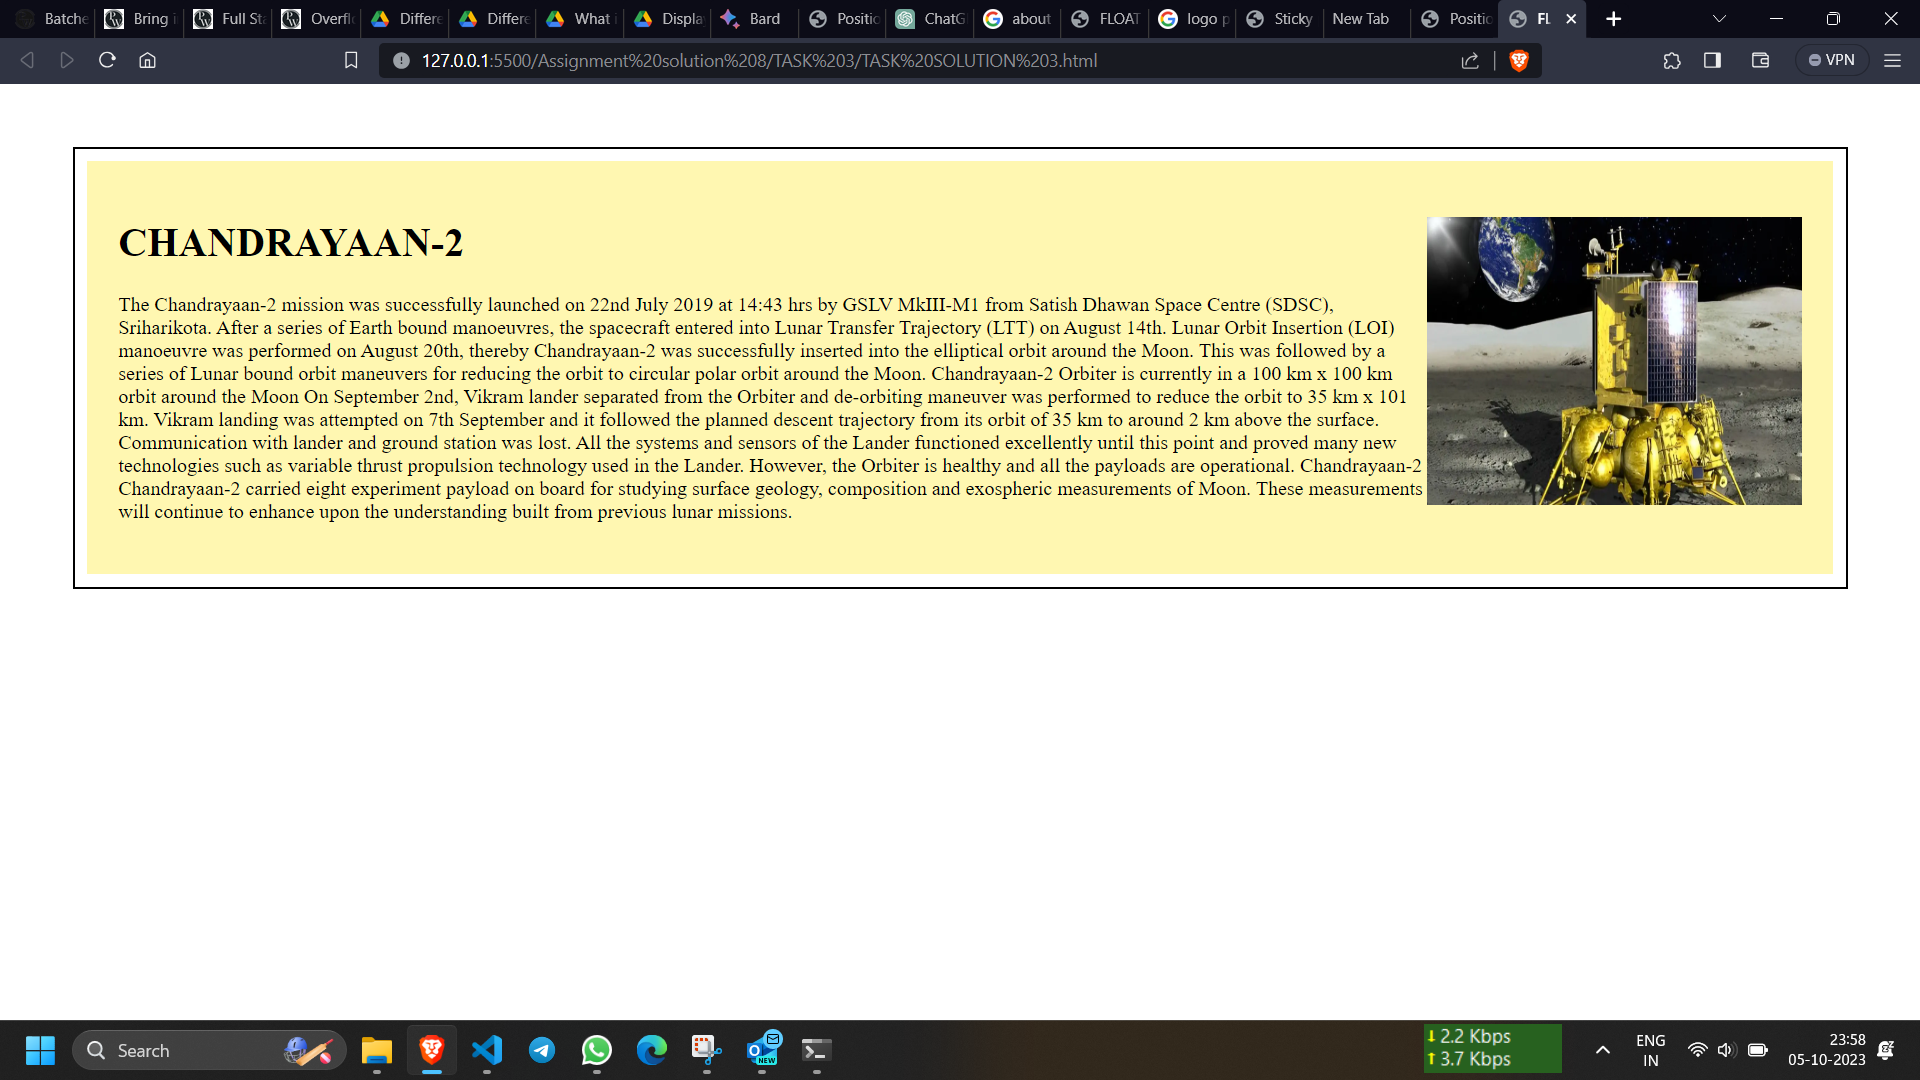 Batche
Bring i
Full Sta
Overfl
Differe
Differe
What i
Displa
Bard
Positio
ChatG
about
FLOAT
logo p
Sticky
New Tab
Positio
FL
127.0.0.1:5500/Assignment%20solution%208/TASK%203/TASK%20SOLUTION%203.html
VPN
CHANDRAYAAN-2
The Chandrayaan-2 mission was successfully launched on 22nd July 2019 at 14:43 hrs by GSLV MkIII-M1 from Satish Dhawan Space Centre (SDSC),
Sriharikota. After a series of Earth bound manoeuvres, the spacecraft entered into Lunar Transfer Trajectory (LTT) on August 14th. Lunar Orbit Insertion (LOI)
manoeuvre was performed on August 20th, thereby Chandrayaan-2 was successfully inserted into the elliptical orbit around the Moon. This was followed by a
series of Lunar bound orbit maneuvers for reducing the orbit to circular polar orbit around the Moon. Chandrayaan-2 Orbiter is currently in a 100 km x 100 km
orbit around the Moon On September 2nd, Vikram lander separated from the Orbiter and de-orbiting maneuver was performed to reduce the orbit to 35 km x 101
km. Vikram landing was attempted on 7th September and it followed the planned descent trajectory from its orbit of 35 km to around 2 km above the surface.
Communication with lander and ground station was lost. All the systems and sensors of the Lander functioned excellently until this point and proved many new
technologies such as variable thrust propulsion technology used in the Lander. However, the Orbiter is healthy and all the payloads are operational. Chandrayaan-2
Chandrayaan-2 carried eight experiment payload on board for studying surface geology, composition and exospheric measurements of Moon. These measurements
will continue to enhance upon the understanding built from previous lunar missions.
Search
NEW
2.2 Kbps
3.7 Kbps
ENG
IN
23:58
05-10-2023